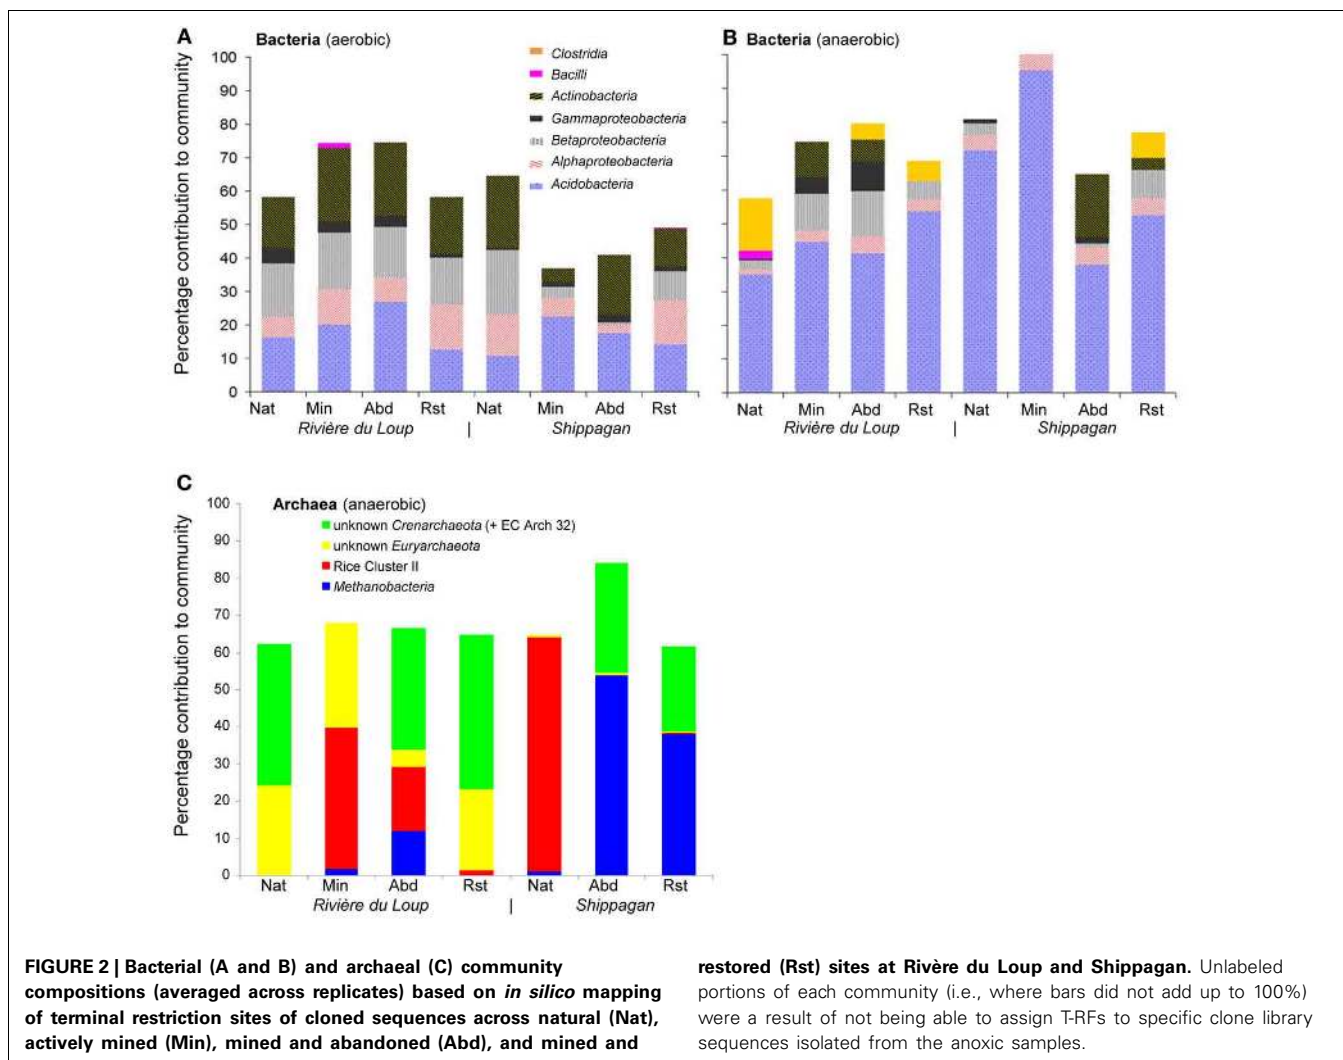 A
Bacteria (aerobic)
Percentage contribution to community
100
90
80
70
60
50
40
30
20
10
0
Clostridia
Bacilli
Actinobacteria
Gammaproteobacteria
Betaproteobacteria
Alphaproteobacteria
Acidobacteria
Nat Min Abd Rst Nat Min Abd Rst
Rivière du Loup | Shippagan
B
Bacteria (anaerobic)
Nat Min Abd Rst Nat Min Abd Rst
Rivière du Loup | Shippagan
C
Archaea (anaerobic)
Percentage contribution to community
100
90
80
70
60
50
40
30
20
10
0
unknown Crenarchaeota (+ EC Arch 32)
unknown Euryarchaeota
Rice Cluster II
Methanobacteria
Nat Min Abd Rst Nat Abd Rst
Rivière du Loup | Shippagan
FIGURE 2 | Bacterial (A and B) and archaeal (C) community
compositions (averaged across replicates) based on in silico mapping
of terminal restriction sites of cloned sequences across natural (Nat),
actively mined (Min), mined and abandoned (Abd), and mined and
restored (Rst) sites at Rivère du Loup and Shippagan. Unlabeled
portions of each community (i.e., where bars did not add up to 100%)
were a result of not being able to assign T-RFs to specific clone library
sequences isolated from the anoxic samples.